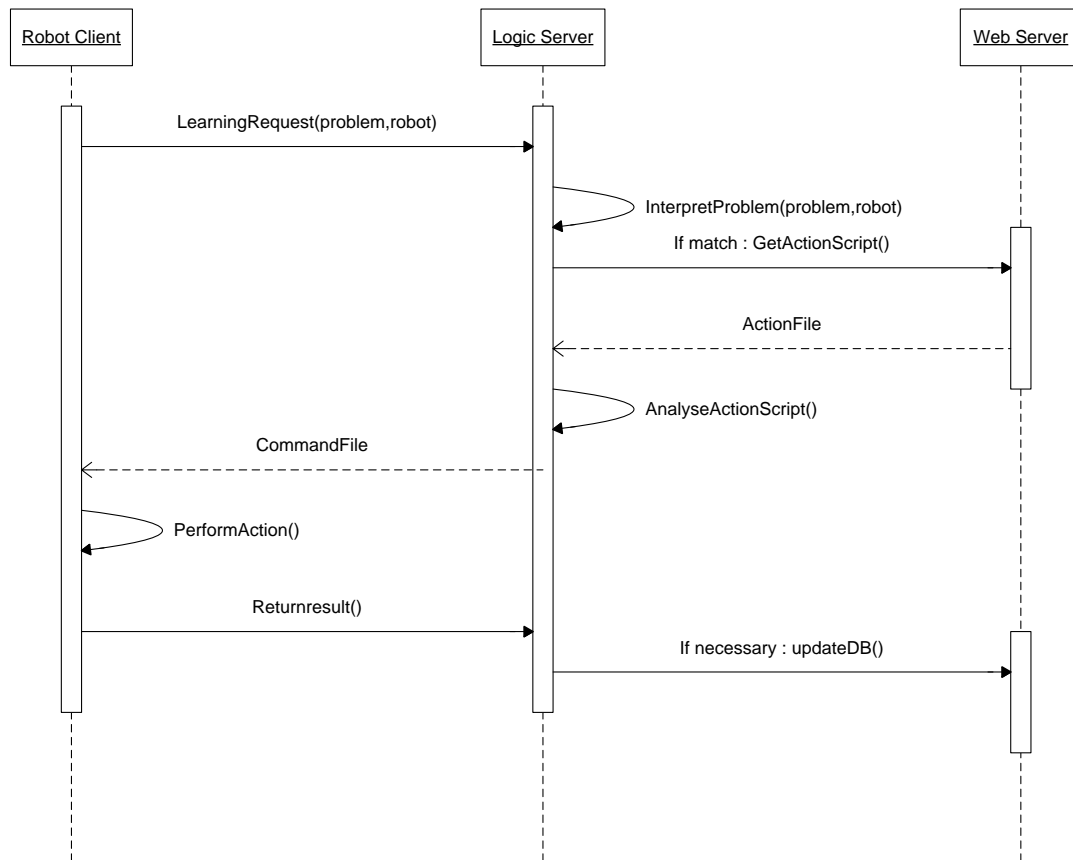 Robot Client
Logic Server
Web Server
LearningRequest(problem,robot)
InterpretProblem(problem,robot)
If match : GetActionScript()
ActionFile
AnalyseActionScript()
CommandFile
PerformAction()
Returnresult()
If necessary : updateDB()